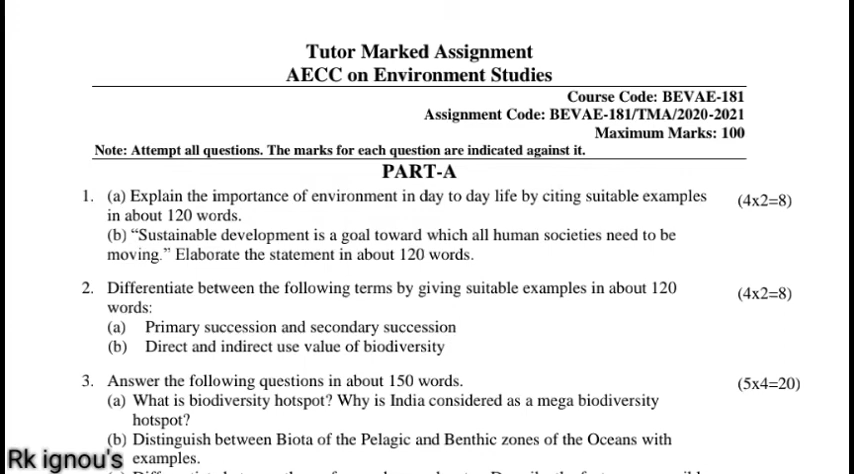 Tutor Marked Assignment
AECC on Environment Studies
Course Code: BEVAE-181
Assignment Code: BEVAE-181/TMA/2020-2021
Maximum Marks: 100
Note: Attempt all questions. The marks for each question are indicated against it.
PART-A
1. (a) Explain the importance of environment in day to day life by citing suitable examples (4x2=8)
in about 120 words.
(b) “Sustainable development is a goal toward which all human societies need to be
moving.” Elaborate the statement in about 120 words.
2. Differentiate between the following terms by giving suitable examples in about 120 (4x2=8)
words:
(a) Primary succession and secondary succession
(b) Direct and indirect use value of biodiversity
3. Answer the following questions in about 150 words. (5x4=20)
(a) What is biodiversity hotspot? Why is India considered as a mega biodiversity
hotspot?
(b) Distinguish between Biota of the Pelagic and Benthic zones of the Oceans with
examples.
Rk ignou's